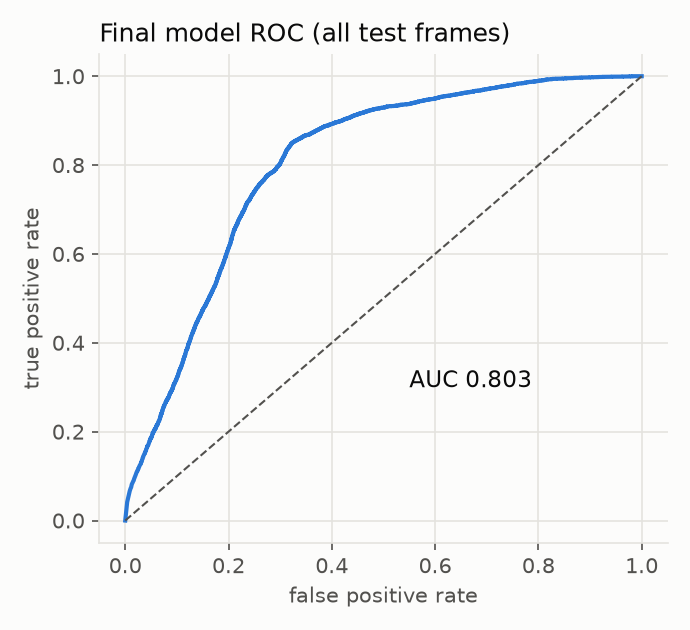 Final model ROC (all test frames)
1.0
0.8
0.6
0.4
0.2
0.0
true positive rate
AUC 0.803
0.0 0.2 0.4 0.6 0.8 1.0
false positive rate